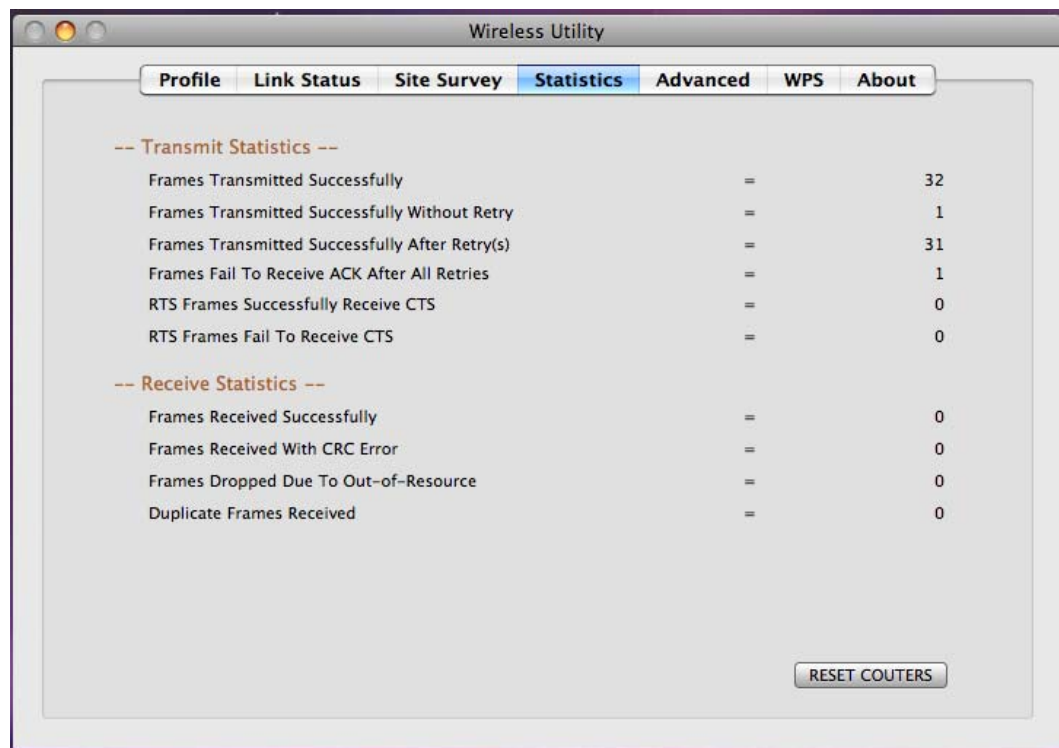 Wireless Utility
Profile Link Status Site Survey Statistics Advanced WPS About
-- Transmit Statistics --
Frames Transmitted Successfully = 32
Frames Transmitted Successfully Without Retry = 1
Frames Transmitted Successfully After Retry(s) = 31
Frames Fail To Receive ACK After All Retries = 1
RTS Frames Successfully Receive CTS = 0
RTS Frames Fail To Receive CTS = 0
-- Receive Statistics --
Frames Received Successfully = 0
Frames Received With CRC Error = 0
Frames Dropped Due To Out-of-Resource = 0
Duplicate Frames Received = 0
RESET COUTERS